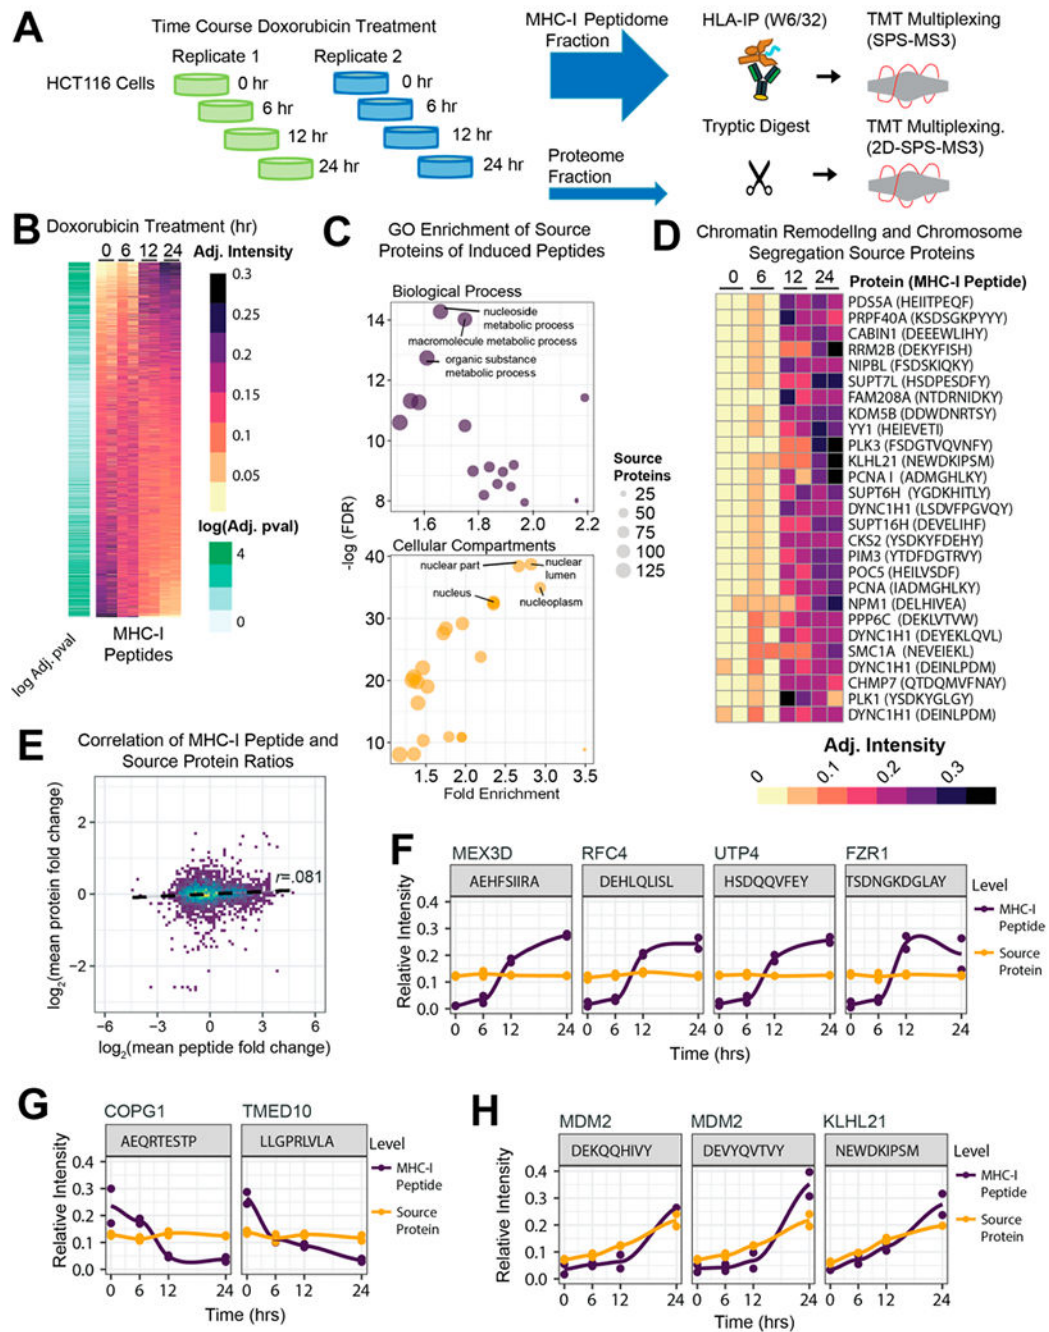 A
Time Course Doxorubicin Treatment
Replicate 1
Replicate 2
HCT116 Cells
0 hr
6 hr
12 hr
24 hr
0 hr
6 hr
12 hr
24 hr
MHC-I Peptidome
Fraction
HLA-IP (W6/32)
TMT Multiplexing
(SPS-MS3)
Proteome
Fraction
Tryptic Digest
TMT Multiplexing.
(2D-SPS-MS3)
B
Doxorubicin Treatment (hr)
0 6 12 24
Adj. Intensity
0.3
0.2
0.15
0.1
0.05
log(Adj. pval)
4
2
0
log Adj. pval
MHC-I
Peptides
C
GO Enrichment of Source
Proteins of Induced Peptides
Biological Process
nucleoside
metabolic process
macromolecule metabolic process
organic substance
metabolic process
14
12
10
8
1.6 1.8 2.0 2.2
-log (FDR)
Source
Proteins
25
50
75
100
125
Cellular Compartments
nuclear part
nuclear
lumen
nucleus
nucleoplasm
40
30
20
10
1.5 2.0 2.5 3.0 3.5
Fold Enrichment
D
Chromatin Remodellng and Chromosome
Segregation Source Proteins
0 6 12 24 Protein (MHC-I Peptide)
PDS5A (HEIITPEQF)
PRPF40A (KSDSGKPYYY)
CABIN1 (DEEEWLIHY)
RRM2B (DEKYFISH)
NIPBL (FSDSKIQKY)
SUPT7L (HSDPESDFY)
FAM208A (NTDRNIDKY)
KDM5B (DDWDNRTSY)
YY1 (HEIEVETI)
PLK3 (FSDGTVQVNFY)
KLHL21 (NEWDKIPSM)
PCNA I (ADMGHLKY)
SUPT6H (YGDKHITLY)
DYNC1H1 (LSDVFPGVQY)
SUPT16H (DEVELIHF)
CKS2 (YSDKYFDEHY)
PIM3 (YTDFDGTRVY)
POC5 (HEILVSDF)
PCNA (IADMGHLKY)
NPM1 (DELHIVEA)
PPP6C (DEKLVTVW)
DYNC1H1 (DEYEKLQVL)
SMC1A (NEVEIEKL)
DYNC1H1 (DEINLPDM)
CHMP7 (QTDQMVFNAY)
PLK1 (YSDKYGLGY)
DYNC1H1 (DEINLPDM)
Adj. Intensity
0 0.1 0.2 0.3
E
Correlation of MHC-I Peptide and
Source Protein Ratios
log2(mean protein fold change)
2
0
−2
r=.081
−6 −3 0 3 6
log2(mean peptide fold change)
F
MEX3D RFC4 UTP4 FZR1
AEHFSIIRA DEHLQLISL HSDQQVFEY TSDNGKDGLAY
Level
MHC-I
Peptide
Source
Protein
Relative Intensity
0.4
0.3
0.2
0.1
0.0
0 6 12 24 0 6 12 24 0 6 12 24 0 6 12 24
Time (hrs)
G
COPG1 TMED10
AEQRTESTP LLGPRLVLA
Level
MHC-I
Peptide
Source
Protein
Relative Intensity
0.4
0.3
0.2
0.1
0.0
0 6 12 24 0 6 12 24
Time (hrs)
H
MDM2 MDM2 KLHL21
DEKQQHIVY DEVYQVTVY NEWDKIPSM
Level
MHC-I
Peptide
Source
Protein
Relative Intensity
0.4
0.3
0.2
0.1
0.0
0 6 12 24 0 6 12 24 0 6 12 24
Time (hrs)